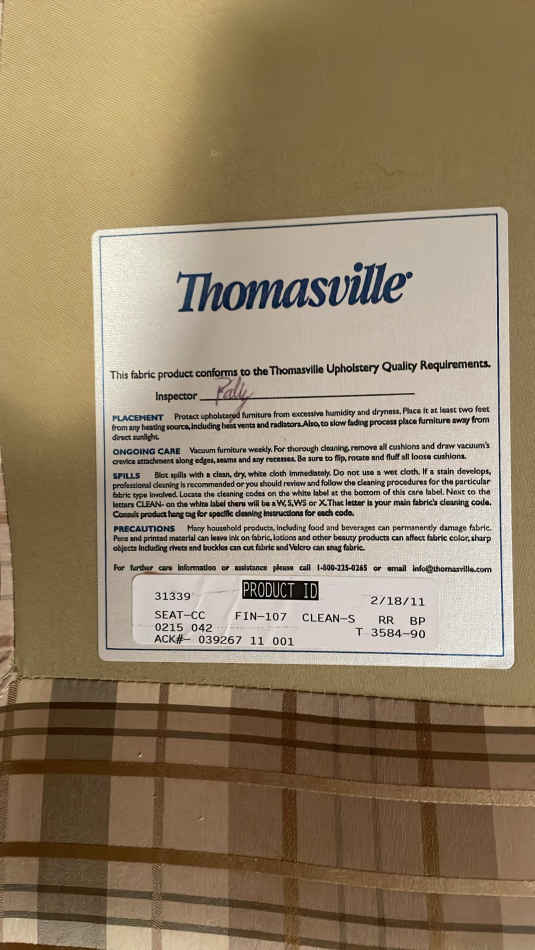 Thomasville®
This fabric product conforms to the Thomasville Upholstery Quality Requirements.
Inspector
PLACEMENT Protect upholstered furniture from excessive humidity and dryness. Place it at least two feet
from any heating source, including heat vents and radiators. Also, to slow fading process place furniture away from
direct sunlight.
ONGOING CARE Vacuum furniture weekly. For thorough cleaning, remove all cushions and draw vacuum's
crevice attachment along edges, seams and any recesses. Be sure to flip, rotate and fluff all loose cushions.
SPILLS Blot spills with a clean, dry, white cloth immediately. Do not use a wet cloth. If a stain develops,
professional cleaning is recommended or you should review and follow the cleaning procedures for the particular
fabric type involved. Locate the cleaning codes on the white label at the bottom of this care label. Next to the
letters CLEAN- on the white label there will be a W, S, WS or X. That letter is your main fabric's cleaning code.
Consult product hang tag for specific cleaning instructions for each code.
PRECAUTIONS Many household products, including food and beverages can permanently damage fabric.
Pens and printed material can leave ink on fabric, lotions and other beauty products can affect fabric color, sharp
objects including rivets and buckles can cut fabric and Velcro can snag fabric.
For further care information or assistance please call 1-800-225-0265 or email info@thomasville.com
31339 PRODUCT ID 2/18/11
SEAT-CC FIN-107 CLEAN-S RR BP
0215 042 T 3584-90
ACK#- 039267 11 001